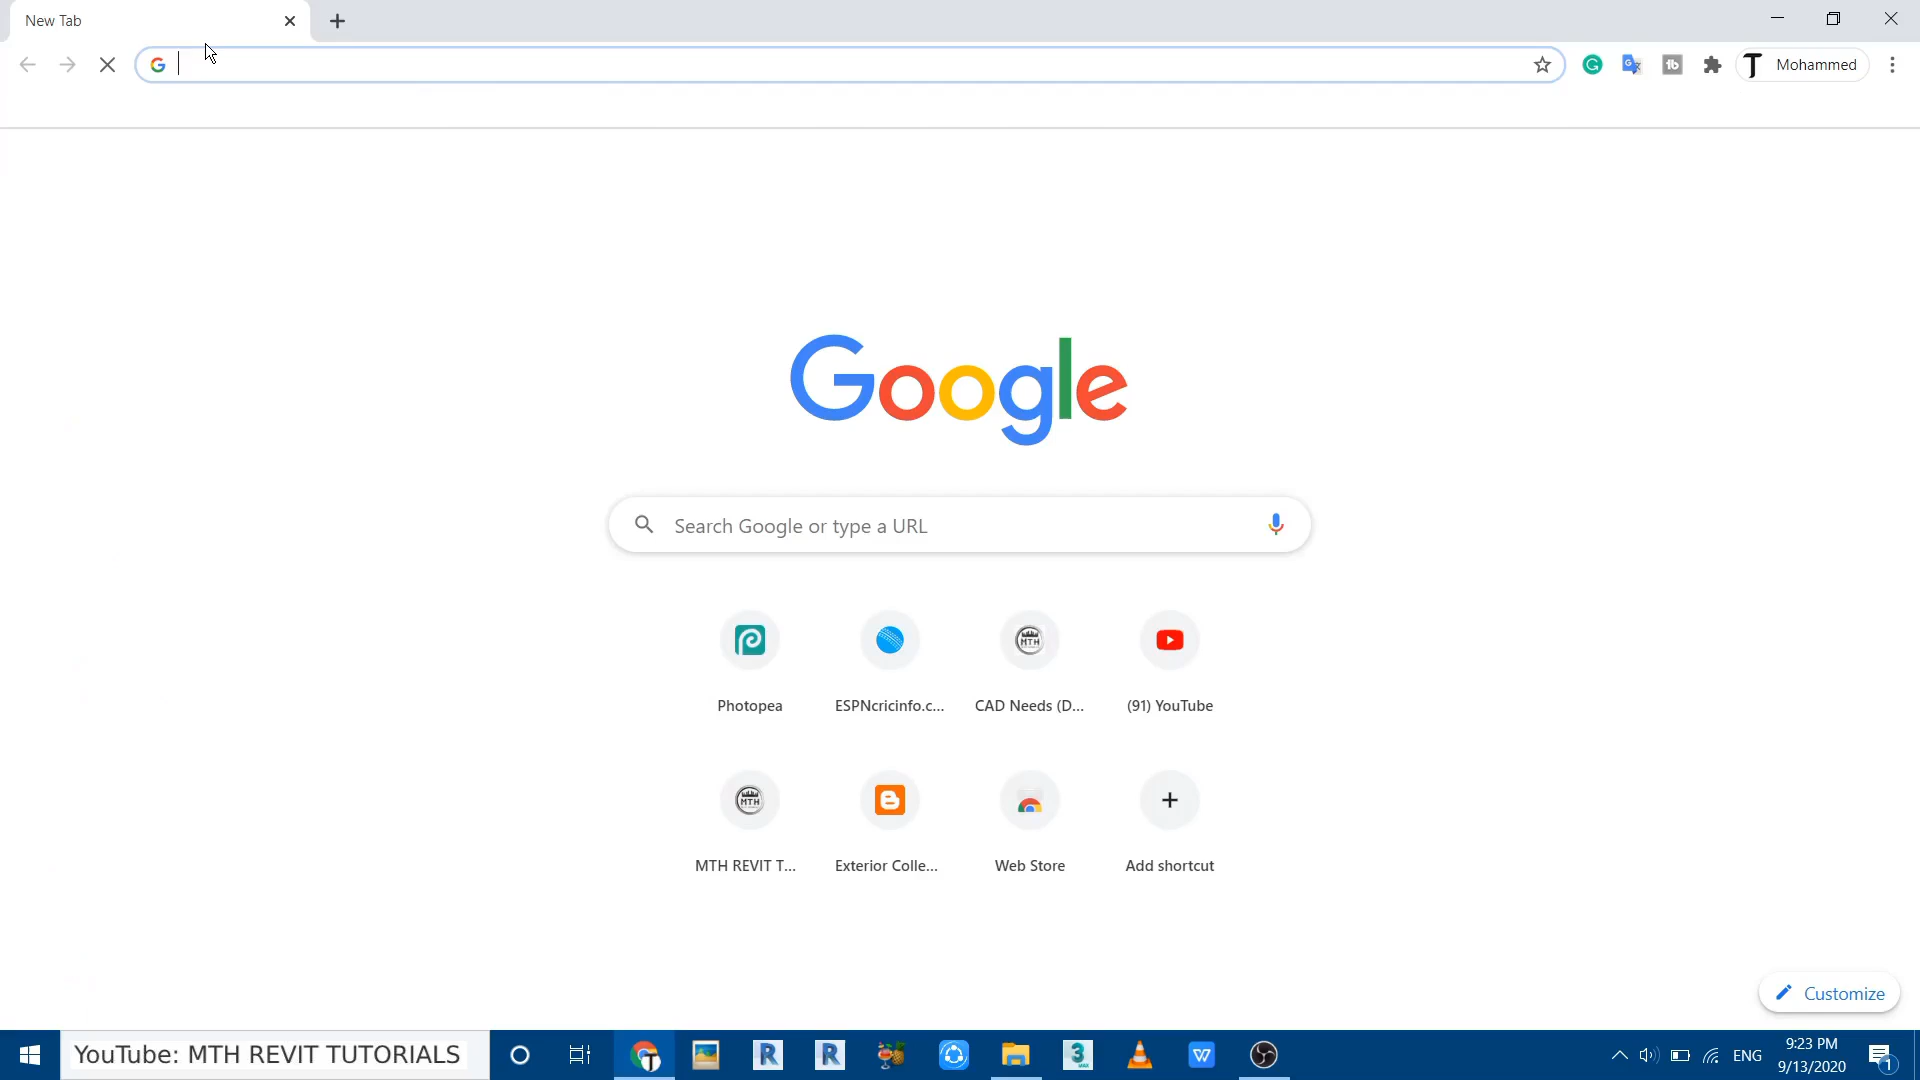 New Tab
Mohammed
Google
Search Google or type a URL
Photopea
ESPNcricinfo.c...
CAD Needs (D...
(91) YouTube
MTH REVIT T...
Exterior Colle...
Web Store
Add shortcut
Customize
YouTube: MTH REVIT TUTORIALS
ENG
9:23 PM
9/13/2020
1